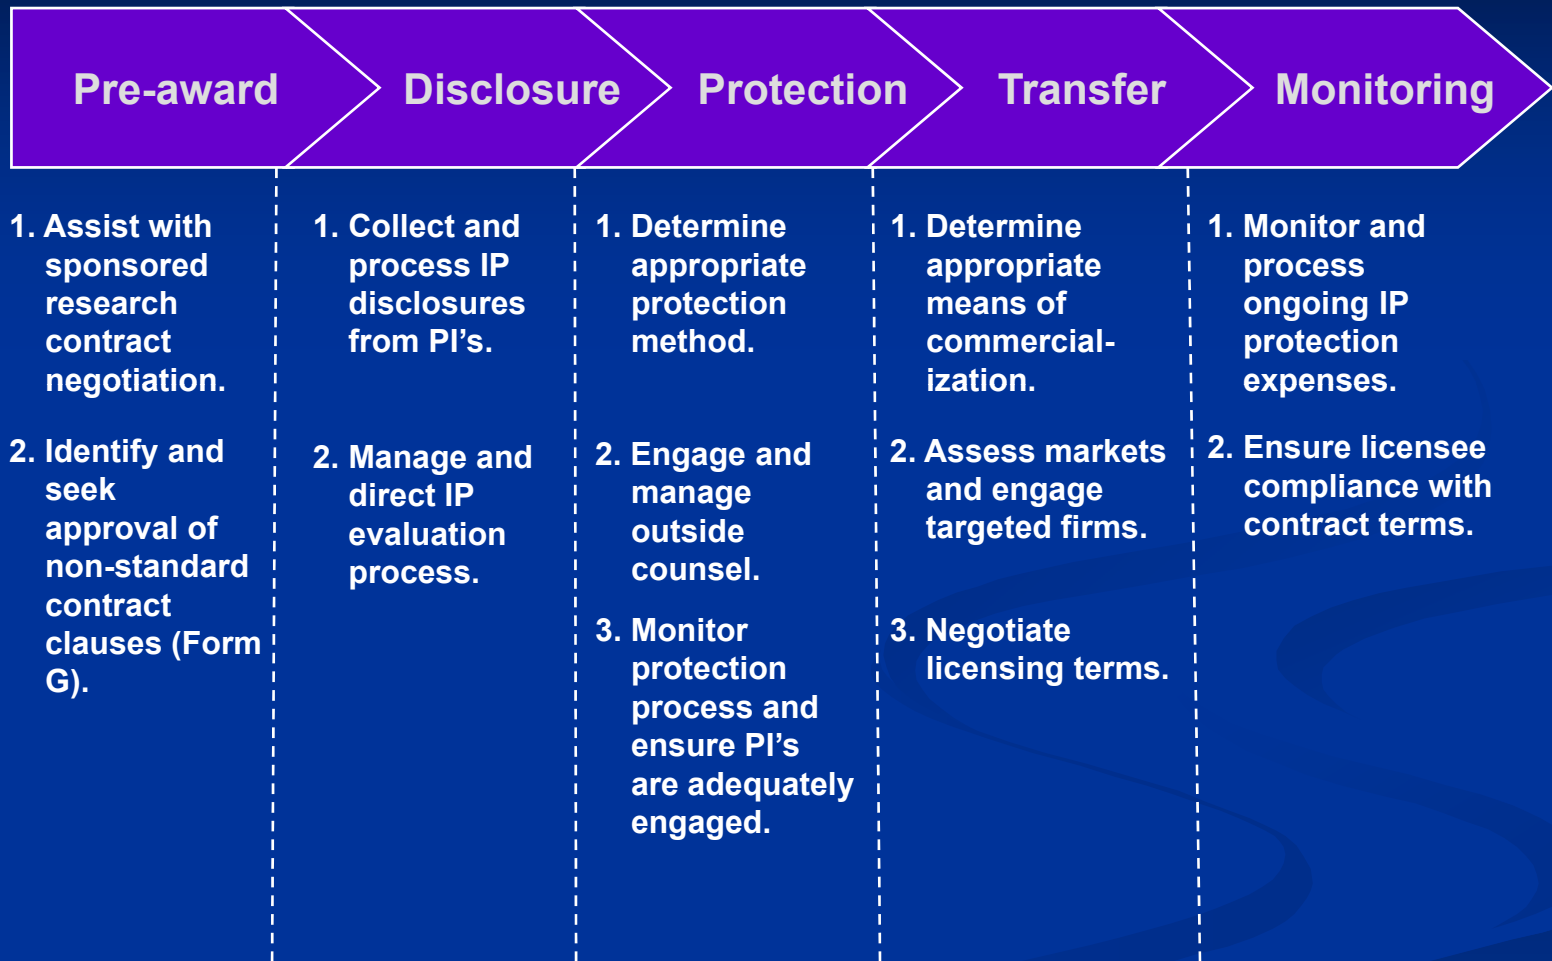 Pre-award
Disclosure
Protection
Transfer
Monitoring
1. Assist with
sponsored
research
contract
negotiation.
2. Identify and
seek
approval of
non-standard
contract
clauses (Form
G).
1. Collect and
process IP
disclosures
from PI’s.
2. Manage and
direct IP
evaluation
process.
1. Determine
appropriate
protection
method.
2. Engage and
manage
outside
counsel.
3. Monitor
protection
process and
ensure PI’s
are adequately
engaged.
1. Determine
appropriate
means of
commercial-
ization.
2. Assess markets
and engage
targeted firms.
3. Negotiate
licensing terms.
1. Monitor and
process
ongoing IP
protection
expenses.
2. Ensure licensee
compliance with
contract terms.